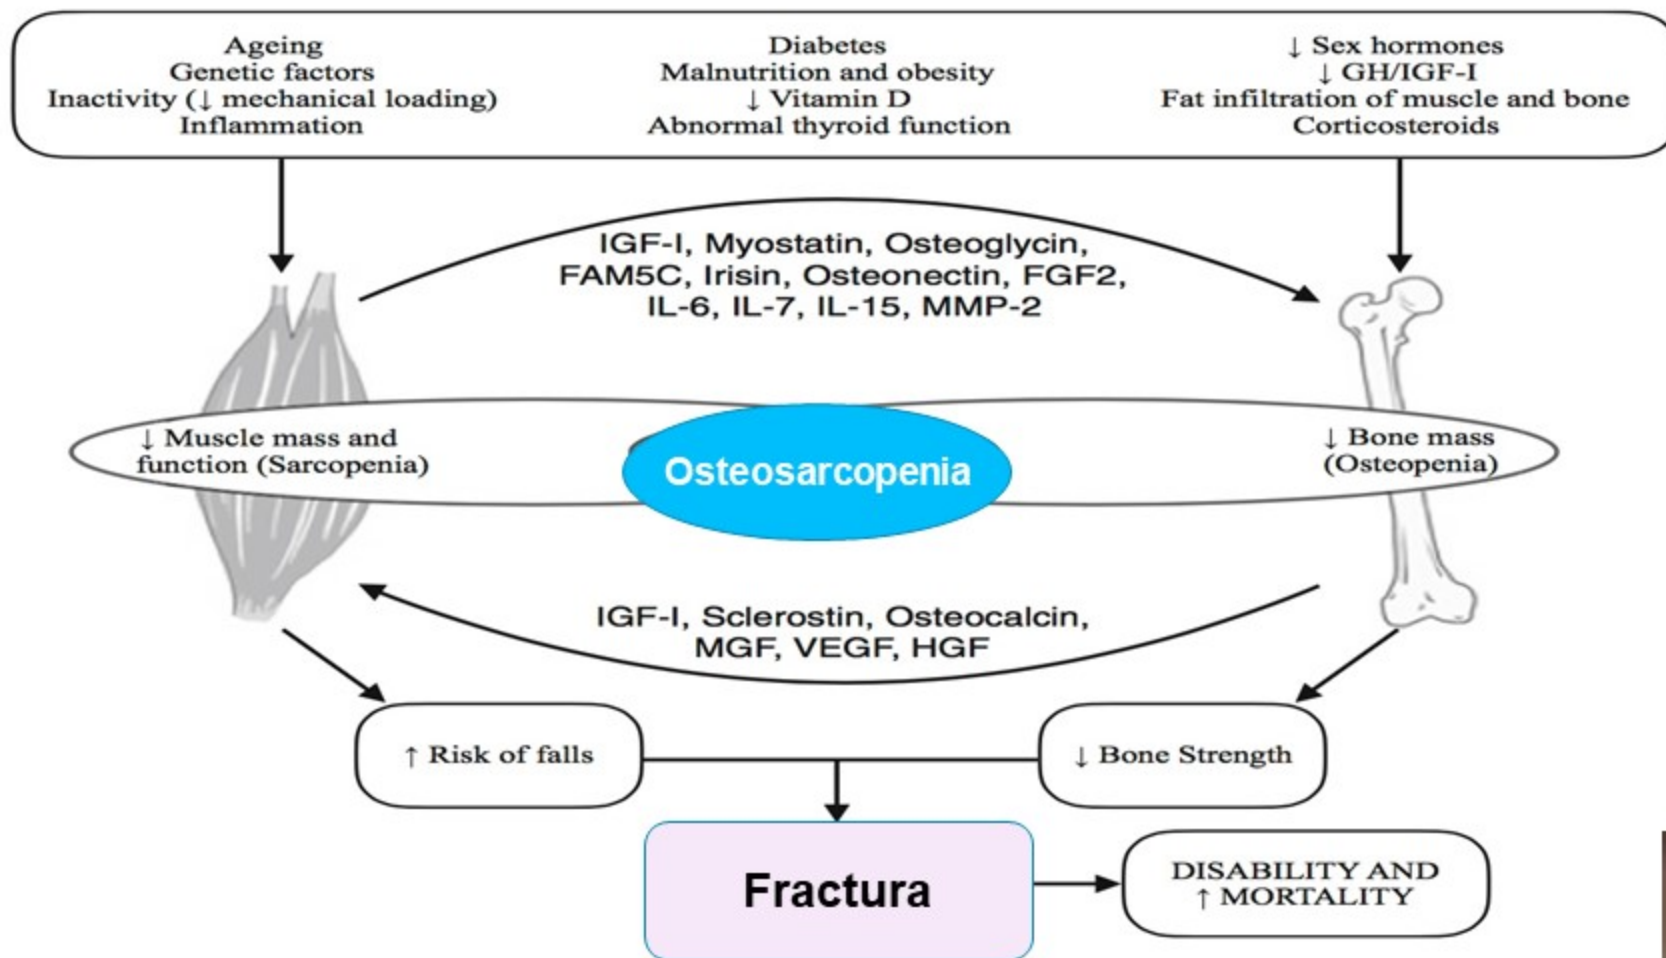 Ageing
Genetic factors
Inactivity (↓ mechanical loading)
Inflammation
Diabetes
Malnutrition and obesity
↓ Vitamin D
Abnormal thyroid function
↓ Sex hormones
↓ GH/IGF-I
Fat infiltration of muscle and bone
Corticosteroids
IGF-I, Myostatin, Osteoglycin,
FAM5C, Irisin, Osteonectin, FGF2,
IL-6, IL-7, IL-15, MMP-2
↓ Muscle mass and
function (Sarcopenia)
Osteosarcopenia
↓ Bone mass
(Osteopenia)
IGF-I, Sclerostin, Osteocalcin,
MGF, VEGF, HGF
↑ Risk of falls
↓ Bone Strength
Fractura
DISABILITY AND
↑ MORTALITY